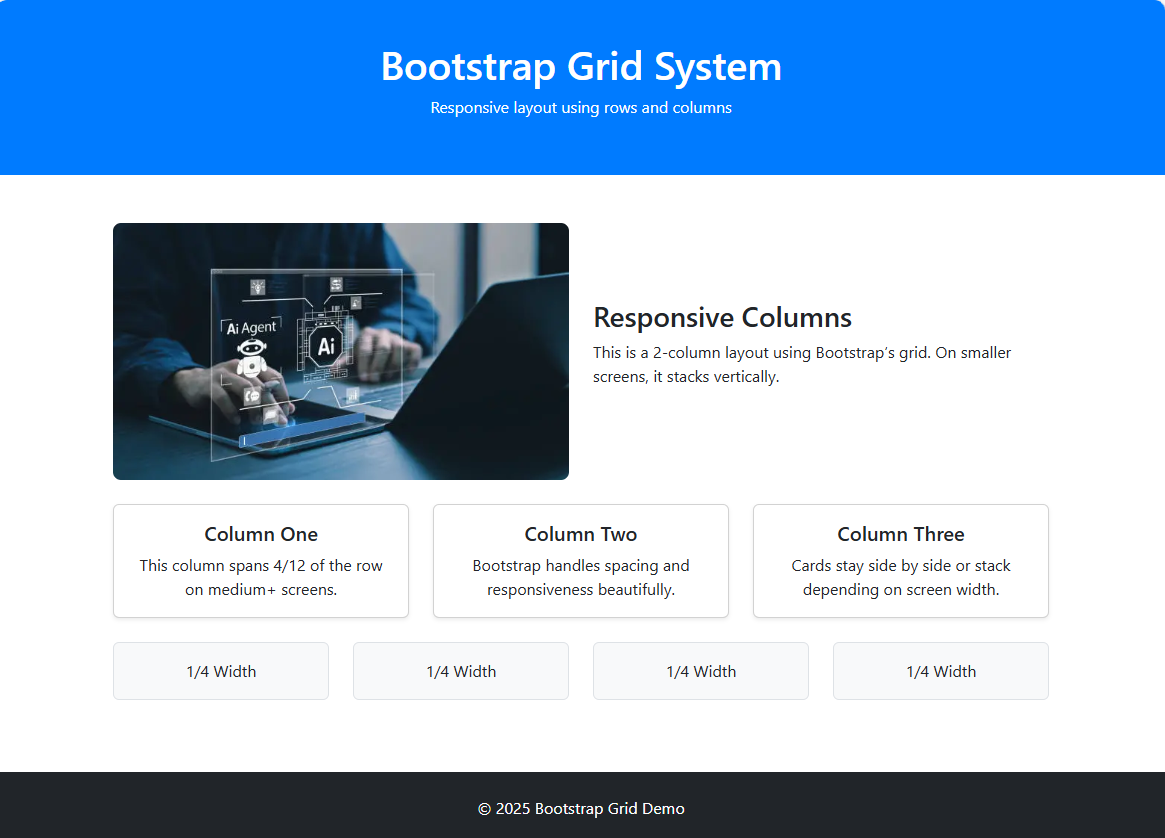 Bootstrap Grid System
Responsive layout using rows and columns
Ai Agent
Ai
Responsive Columns
This is a 2-column layout using Bootstrap’s grid. On smaller
screens, it stacks vertically.
Column One
This column spans 4/12 of the row
on medium+ screens.
Column Two
Bootstrap handles spacing and
responsiveness beautifully.
Column Three
Cards stay side by side or stack
depending on screen width.
1/4 Width
1/4 Width
1/4 Width
1/4 Width
© 2025 Bootstrap Grid Demo